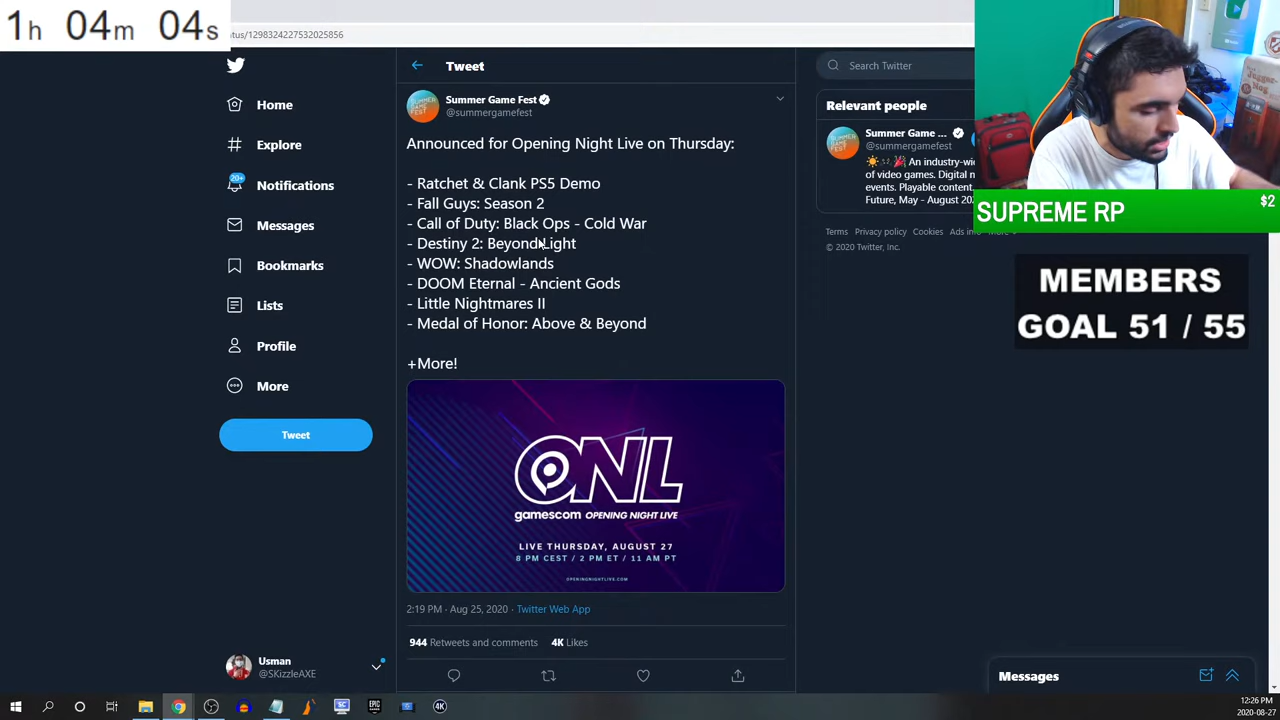 1h 04m 04s
tus/1298324227532025856
Home
Explore
20+
Notifications
Messages
Bookmarks
Lists
Profile
More
Tweet
Usman
@SKizzleAXE
Tweet
Summer Game Fest
@summergamefest
Announced for Opening Night Live on Thursday:
- Ratchet & Clank PS5 Demo
- Fall Guys: Season 2
- Call of Duty: Black Ops - Cold War
- Destiny 2: Beyond Light
- WOW: Shadowlands
- DOOM Eternal - Ancient Gods
- Little Nightmares II
- Medal of Honor: Above & Beyond
+More!
ONL
gamescom OPENING NIGHT LIVE
LIVE THURSDAY, AUGUST 27
8 PM CEST / 2 PM ET / 11 AM PT
OPENINGNIGHTLIVE.COM
2:19 PM · Aug 25, 2020 · Twitter Web App
944 Retweets and comments 4K Likes
Search Twitter
Relevant people
Summer Game ...
@summergamefest
An industry-wi
of video games. Digital n
events. Playable content.
Future, May - August 202
Terms Privacy policy Cookies Ads inf
© 2020 Twitter, Inc.
SUPREME RP $2
MEMBERS
GOAL 51 / 55
Messages
12:26 PM
2020-08-27